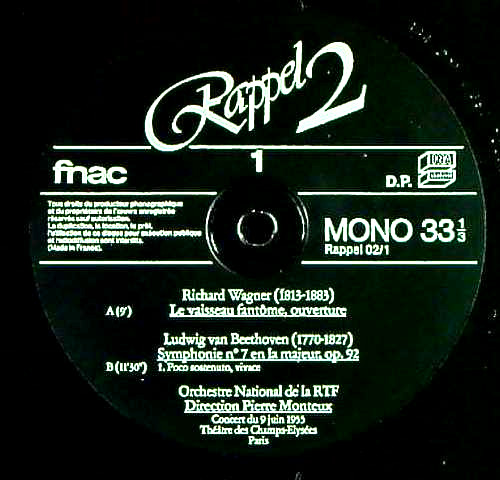 Rappel 2
fnac
1
D.P.
Tous droits du producteur phonographique
et du propriétaire de l'œuvre enregistrée
réservés sauf autorisation.
La duplication, la location, le prêt,
l'utilisation de ce disque pour exécution publique
et radiodiffusion sont interdits.
(Made in France).
MONO 33 1/3
Rappel 02/1
Richard Wagner (1813-1883)
A (9') Le vaisseau fantôme, ouverture
Ludwig van Beethoven (1770-1827)
Symphonie n° 7 en la majeur, op. 92
B (11'30") 1. Poco sostenuto, vivace
Orchestre National de la RTF
Direction Pierre Monteux
Concert du 9 juin 1955
Théâtre des Champs-Elysées
Paris